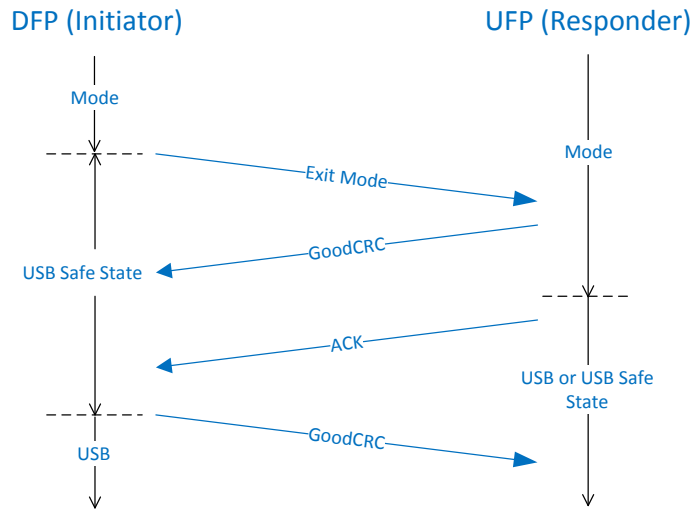 DFP (Initiator)
UFP (Responder)
Mode
Mode
Exit Mode
GoodCRC
USB Safe State
ACK
USB or USB Safe
State
GoodCRC
USB